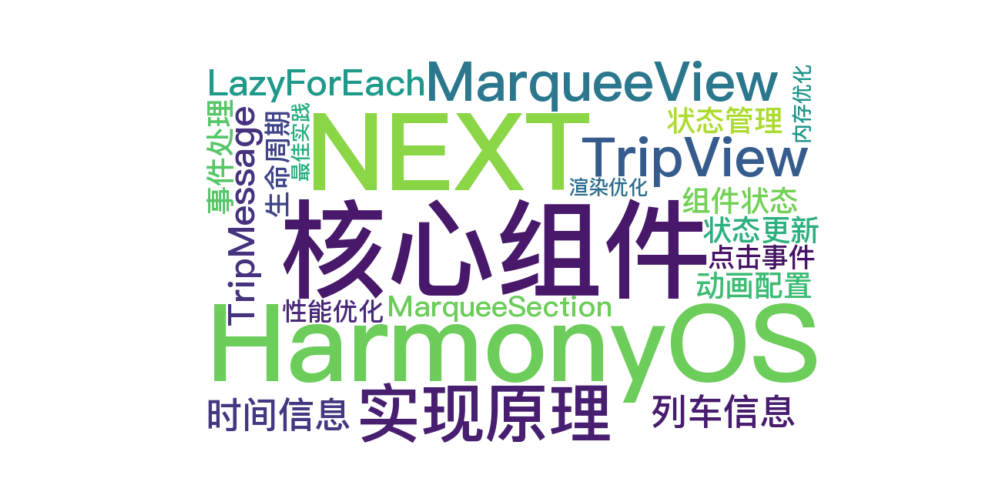 LazyForEach
MarqueeView
内存优化
事件处理
TripMessage
生命周期
最佳实践
NEXT
状态管理
TripView
渲染优化
组件状态
核心组件
状态更新
点击事件
动画配置
性能优化
MarqueeSection
HarmonyOS
时间信息
实现原理
列车信息